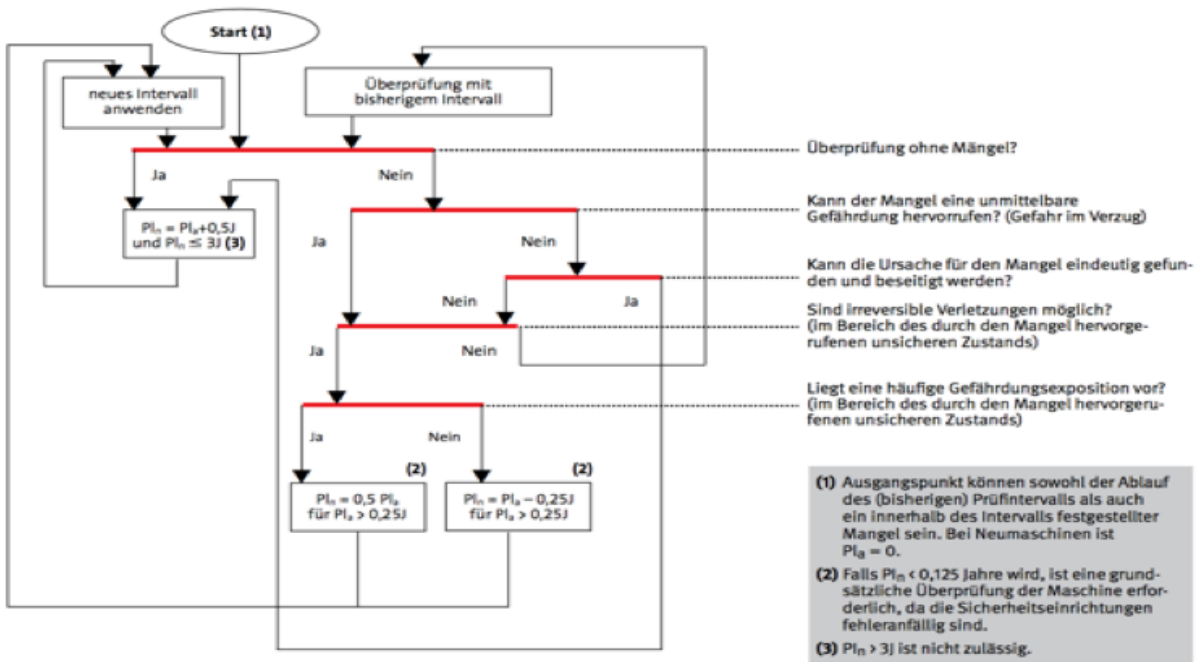 Start (1)
neues Intervall
anwenden
Überprüfung mit
bisherigem Intervall
Überprüfung ohne Mängel?
Ja
Nein
Kann der Mangel eine unmittelbare
Gefährdung hervorrufen? (Gefahr im Verzug)
PIₙ = PIₐ+0,5J
und PIₙ ≤ 3J (3)
Ja
Nein
Kann die Ursache für den Mangel eindeutig gefun-
den und beseitigt werden?
Nein
Ja
Sind irreversible Verletzungen möglich?
(im Bereich des durch den Mangel hervorge-
rufenen unsicheren Zustands)
Ja
Nein
Liegt eine häufige Gefährdungsexposition vor?
(im Bereich des durch den Mangel hervorgeru-
fenen unsicheren Zustands)
Ja
Nein
(2)
(2)
PIₙ = 0,5 PIₐ
für PIₐ > 0,25J
PIₙ = PIₐ – 0,25J
für PIₐ > 0,25J
(1) Ausgangspunkt können sowohl der Ablauf
des (bisherigen) Prüfintervalls als auch
ein innerhalb des Intervalls festgestellter
Mangel sein. Bei Neumaschinen ist
PIₐ = 0.
(2) Falls PIₙ < 0,125 Jahre wird, ist eine grund-
sätzliche Überprüfung der Maschine erfor-
derlich, da die Sicherheitseinrichtungen
fehleranfällig sind.
(3) PIₙ > 3J ist nicht zulässig.